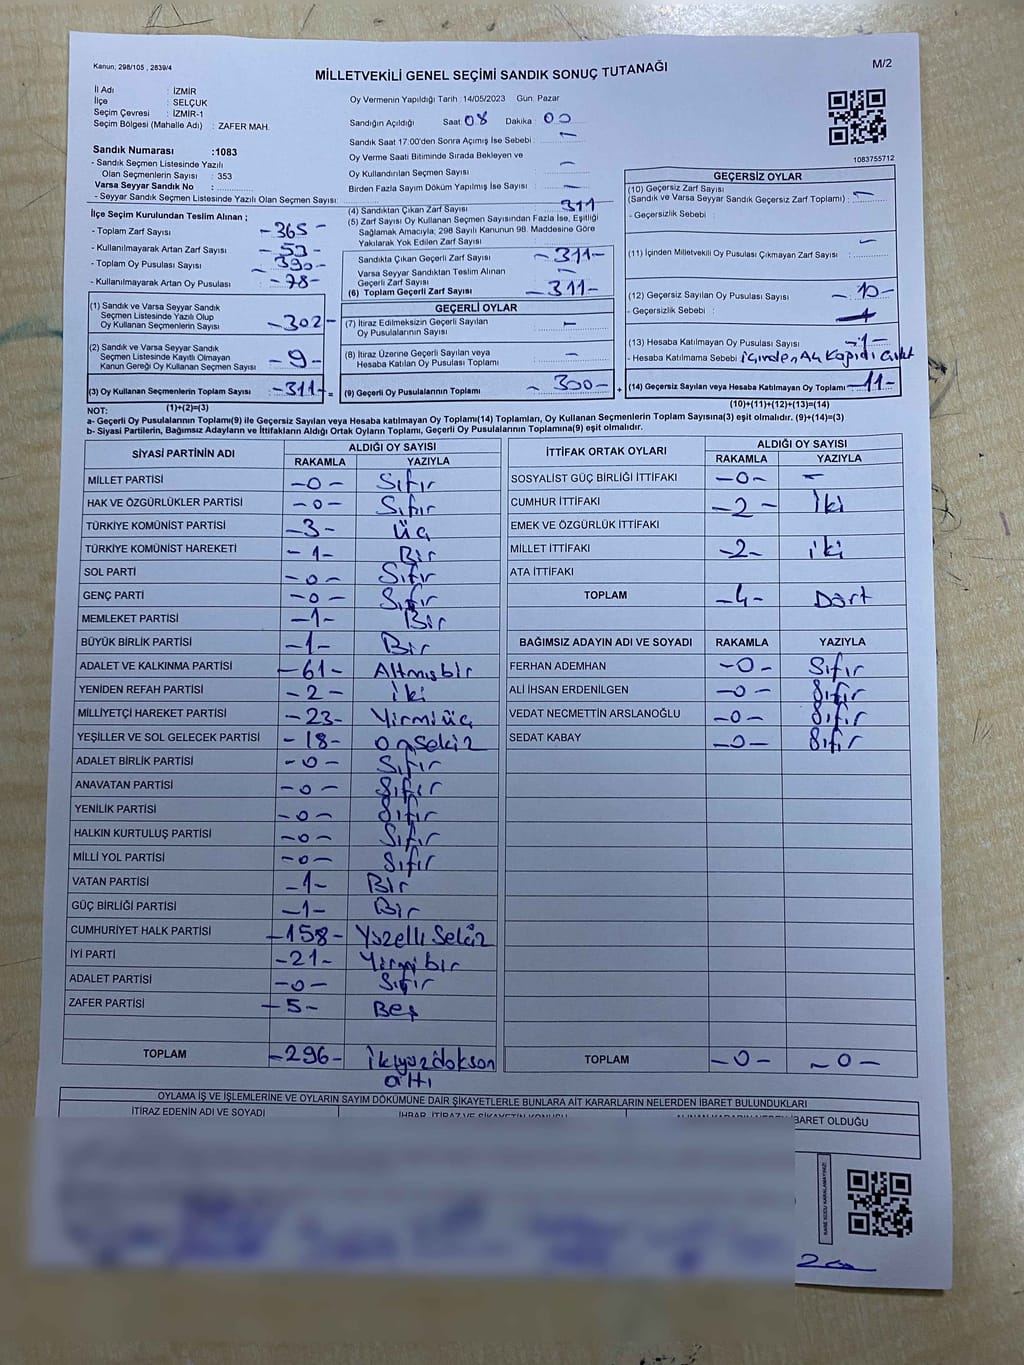 Kanun; 298/105 , 2839/4
MİLLETVEKİLİ GENEL SEÇİMİ SANDIK SONUÇ TUTANAĞI
M/2
İl Adı : İZMİR
İlçe : SELÇUK
Seçim Çevresi : İZMİR-1
Seçim Bölgesi (Mahalle Adı) : ZAFER MAH.
Sandık Numarası :1083
- Sandık Seçmen Listesinde Yazılı
Olan Seçmenlerin Sayısı : 353
Varsa Seyyar Sandık No :
- Seyyar Sandık Seçmen Listesinde Yazılı Olan Seçmen Sayısı:
Oy Vermenin Yapıldığı Tarih :14/05/2023 Gün: Pazar
Sandığın Açıldığı Saat: 08 Dakika : 00
Sandık Saat 17:00'den Sonra Açımış İse Sebebi : —
Oy Verme Saati Bitiminde Sırada Bekleyen ve
Oy Kullandırılan Seçmen Sayısı : —
Birden Fazla Sayım Döküm Yapılmış İse Sayısı : —
1083755712
İlçe Seçim Kurulundan Teslim Alınan ;
- Toplam Zarf Sayısı : -365-
- Kullanılmayarak Artan Zarf Sayısı : -53-
- Toplam Oy Pusulası Sayısı : -390-
- Kullanılmayarak Artan Oy Pusulası : -78-
(4) Sandıktan Çıkan Zarf Sayısı : 311
(5) Zarf Sayısı Oy Kullanan Seçmen Sayısından Fazla İse, Eşitliği
Sağlamak Amacıyla; 298 Sayılı Kanunun 98. Maddesine Göre
Yakılarak Yok Edilen Zarf Sayısı :
Sandıkta Çıkan Geçerli Zarf Sayısı : -311-
Varsa Seyyar Sandıktan Teslim Alınan
Geçerli Zarf Sayısı : —
(6) Toplam Geçerli Zarf Sayısı : -311-
GEÇERSİZ OYLAR
(10) Geçersiz Zarf Sayısı
(Sandık ve Varsa Seyyar Sandık Geçersiz Zarf Toplamı) : —
- Geçersizlik Sebebi :
(11) İçinden Milletvekili Oy Pusulası Çıkmayan Zarf Sayısı : —
(12) Geçersiz Sayılan Oy Pusulası Sayısı : -10-
- Geçersizlik Sebebi :
(13) Hesaba Katılmayan Oy Pusulası Sayısı : -1-
- Hesaba Katılmama Sebebi :
(14) Geçersiz Sayılan veya Hesaba Katılmayan Oy Toplamı -11-
(10)+(11)+(12)+(13)=(14)
(1) Sandık ve Varsa Seyyar Sandık
Seçmen Listesinde Yazılı Olup
Oy Kullanan Seçmenlerin Sayısı -302-
(2) Sandık ve Varsa Seyyar Sandık
Seçmen Listesinde Kayıtlı Olmayan
Kanun Gereği Oy Kullanan Seçmen Sayısı -9-
(3) Oy Kullanan Seçmenlerin Toplam Sayısı -311- =
(1)+(2)=(3)
GEÇERLİ OYLAR
(7) İtiraz Edilmeksizin Geçerli Sayılan
Oy Pusulalarının Sayısı : —
(8) İtiraz Üzerine Geçerli Sayılan veya
Hesaba Katılan Oy Pusulası Toplamı : —
(9) Geçerli Oy Pusulalarının Toplamı - 300- +
NOT:
a- Geçerli Oy Pusulalarının Toplamı(9) ile Geçersiz Sayılan veya Hesaba katılmayan Oy Toplamı(14) Toplamları, Oy Kullanan Seçmenlerin Toplam Sayısına(3) eşit olmalıdır. (9)+(14)=(3)
b- Siyasi Partilerin, Bağımsız Adayların ve İttifakların Aldığı Ortak Oyların Toplamı, Geçerli Oy Pusulalarının Toplamına(9) eşit olmalıdır.
SİYASİ PARTİNİN ADI ALDIĞI OY SAYISI
RAKAMLA YAZIYLA
MİLLET PARTİSİ -0- Sıfır
HAK VE ÖZGÜRLÜKLER PARTİSİ -0- Sıfır
TÜRKİYE KOMÜNİST PARTİSİ -3- üç
TÜRKİYE KOMÜNİST HAREKETİ -1- Bir
SOL PARTİ -0- Sıfır
GENÇ PARTİ -0- Sıfır
MEMLEKET PARTİSİ -1- Bir
BÜYÜK BİRLİK PARTİSİ -1- Bir
ADALET VE KALKINMA PARTİSİ -61- Altmışbir
YENİDEN REFAH PARTİSİ -2- iki
MİLLİYETÇİ HAREKET PARTİSİ -23- Yirmiüç
YEŞİLLER VE SOL GELECEK PARTİSİ -18- onsekiz
ADALET BİRLİK PARTİSİ -0- Sıfır
ANAVATAN PARTİSİ -0- Sıfır
YENİLİK PARTİSİ -0- Sıfır
HALKIN KURTULUŞ PARTİSİ -0- Sıfır
MİLLİ YOL PARTİSİ -0- Sıfır
VATAN PARTİSİ -1- Bir
GÜÇ BİRLİĞİ PARTİSİ -1- Bir
CUMHURİYET HALK PARTİSİ -158- Yüzelli Sekiz
İYİ PARTİ -21- Yirmibir
ADALET PARTİSİ -0- Sıfır
ZAFER PARTİSİ -5- Beş
TOPLAM -296- ikiyüzdoksan
altı
İTTİFAK ORTAK OYLARI ALDIĞI OY SAYISI
RAKAMLA YAZIYLA
SOSYALİST GÜÇ BİRLİĞİ İTTİFAKI -0- —
CUMHUR İTTİFAKI -2- İki
EMEK VE ÖZGÜRLÜK İTTİFAKI
MİLLET İTTİFAKI -2- iki
ATA İTTİFAKI
TOPLAM -4- Dört
BAĞIMSIZ ADAYIN ADI VE SOYADI RAKAMLA YAZIYLA
FERHAN ADEMHAN -0- Sıfır
ALİ İHSAN ERDENİLGEN -0- Sıfır
VEDAT NECMETTİN ARSLANOĞLU -0- Sıfır
SEDAT KABAY -0- Sıfır
TOPLAM -0- -0-
OYLAMA İŞ VE İŞLEMLERİNE VE OYLARIN SAYIM DÖKÜMÜNE DAİR ŞİKAYETLERLE BUNLARA AİT KARARLARIN NELERDEN İBARET BULUNDUKLARI
İTİRAZ EDENİN ADI VE SOYADI İHBAR, İTİRAZ VE ŞİKAYETİN KONUSU ALINAN KARARIN NEDEN İBARET OLDUĞU